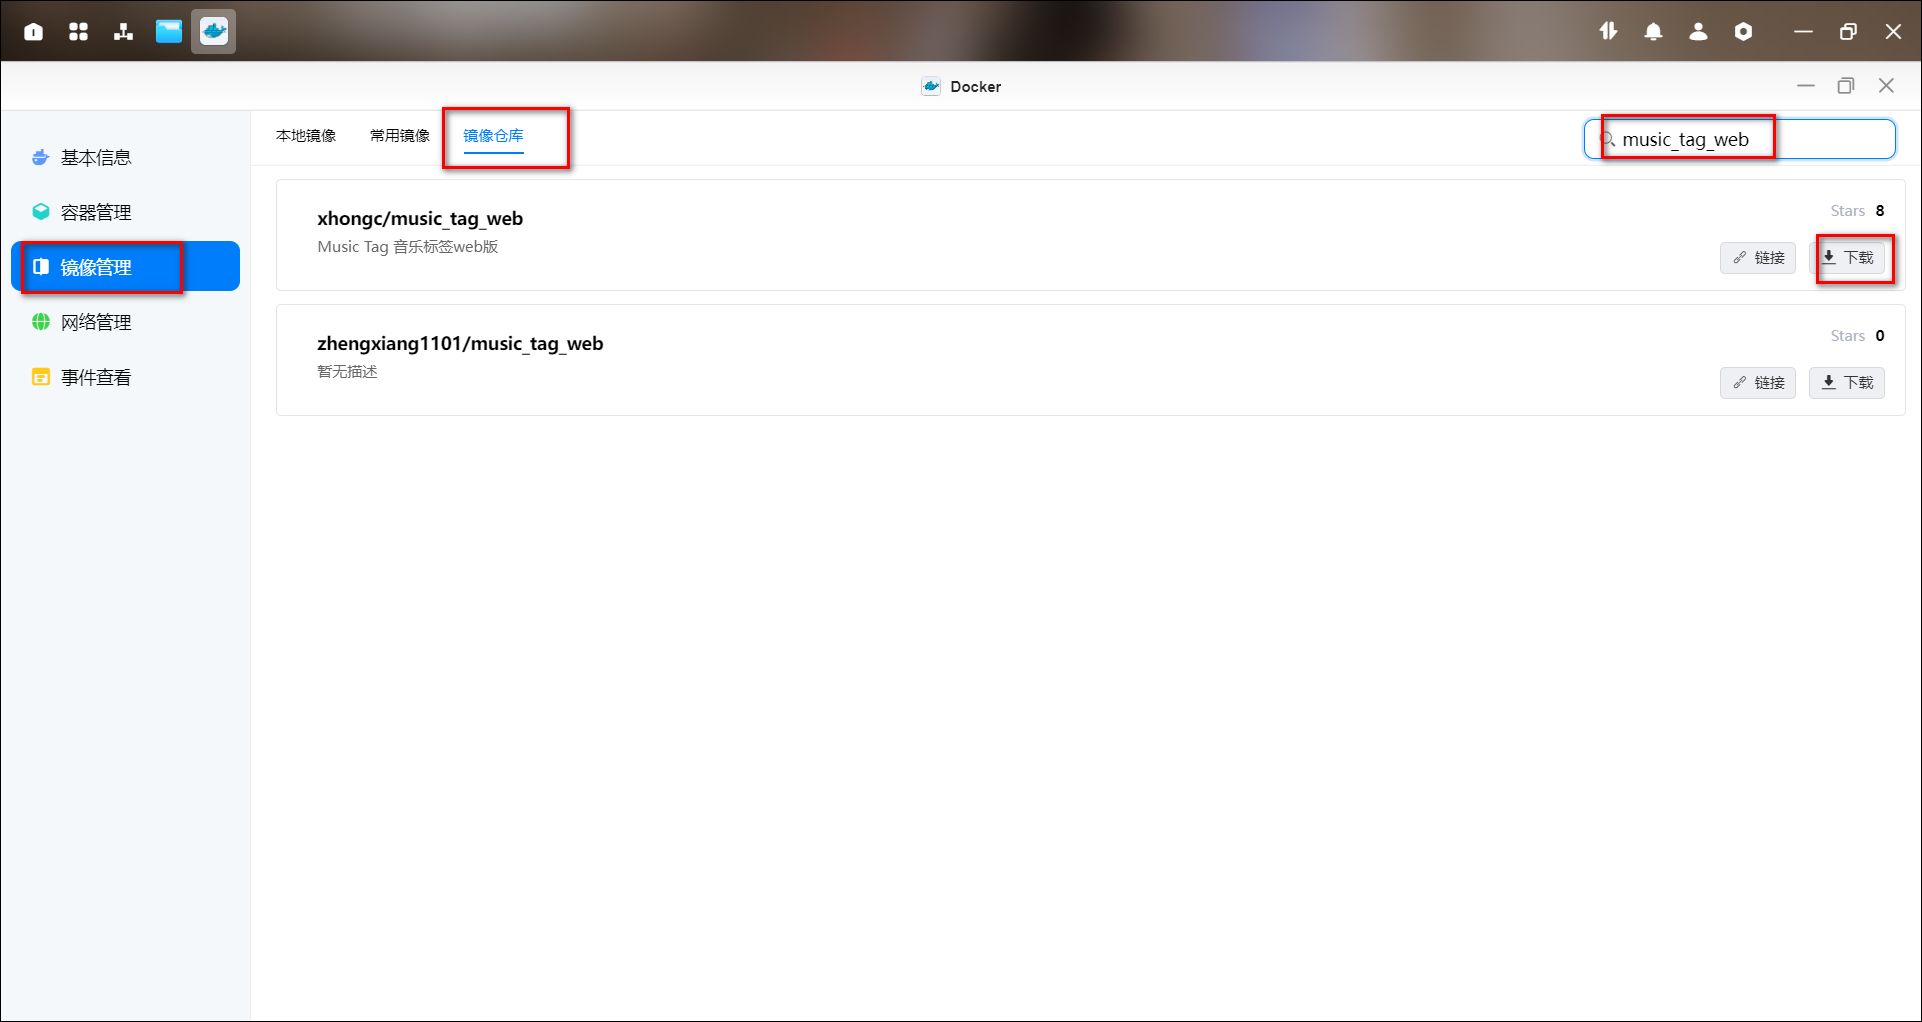 Docker
基本信息
容器管理
镜像管理
网络管理
事件查看
本地镜像 常用镜像 镜像仓库
music_tag_web
xhongc/music_tag_web
Music Tag 音乐标签web版
Stars 8
链接 下载
zhengxiang1101/music_tag_web
暂无描述
Stars 0
链接 下载